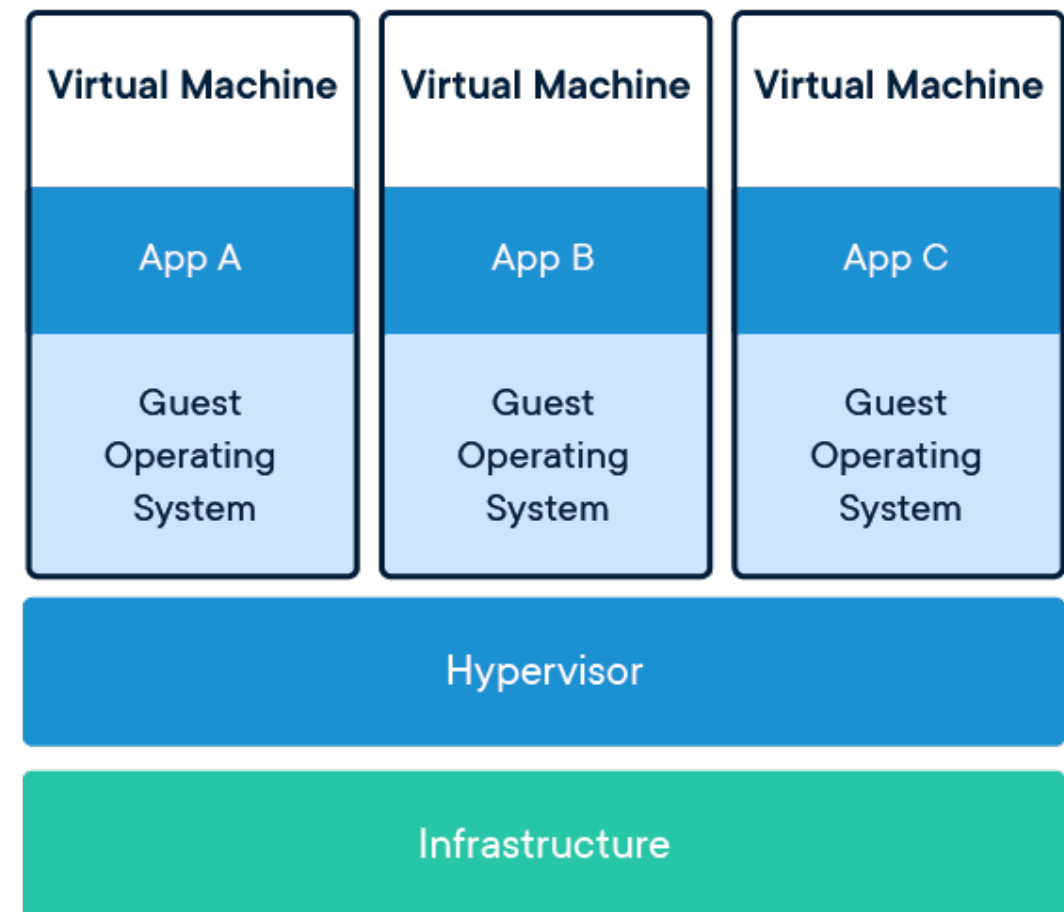 Virtual Machine
App A
Guest
Operating
System
Virtual Machine
App B
Guest
Operating
System
Virtual Machine
App C
Guest
Operating
System
Hypervisor
Infrastructure